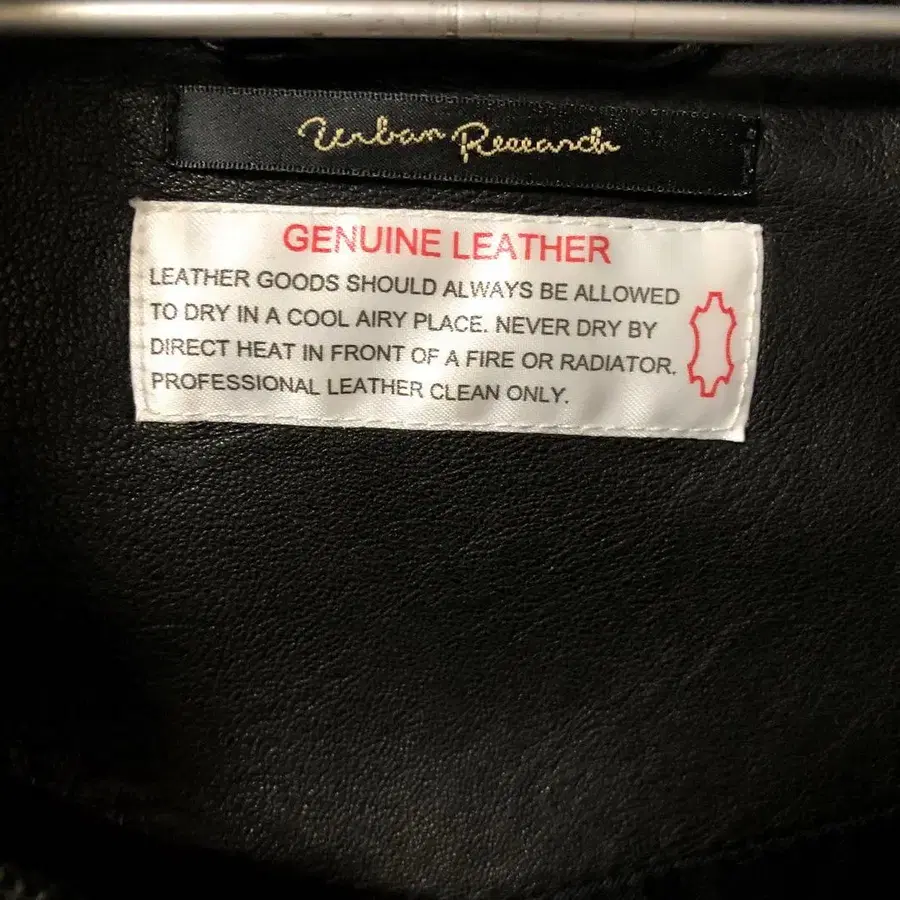 Urban Research
GENUINE LEATHER
LEATHER GOODS SHOULD ALWAYS BE ALLOWED
TO DRY IN A COOL AIRY PLACE. NEVER DRY BY
DIRECT HEAT IN FRONT OF A FIRE OR RADIATOR.
PROFESSIONAL LEATHER CLEAN ONLY.